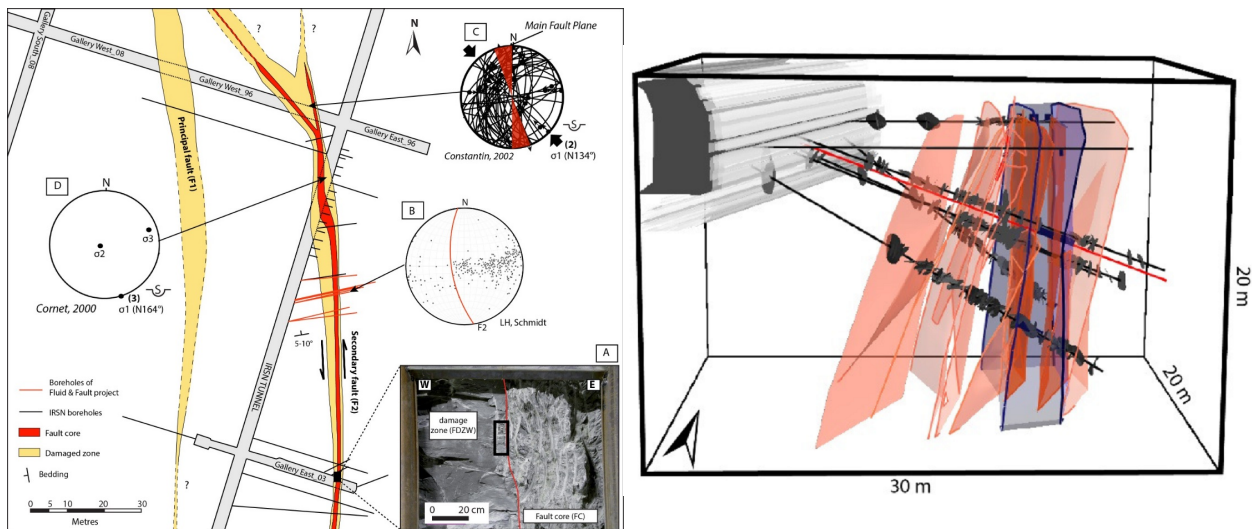 ?
?
N
C
Main Fault Plane
N
Gallery South_08
Gallery West_08
Gallery West_96
Gallery East_96
S
(2)
σ1 (N134°)
Constantin, 2002
Principal fault (F1)
D
N
σ3
σ2
(3)
S
σ1 (N164°)
Cornet, 2000
B
N
F2
LH, Schmidt
5-10°
IRSN TUNNEL
Secondary fault (F2)
A
W
E
damage
zone (FDZW)
0 20 cm
Fault core (FC)
Gallery East_03
?
Boreholes of
Fluid & Fault project
IRSN boreholes
Fault core
Damaged zone
Bedding
0 5 10 20 30
Metres
20 m
20 m
30 m